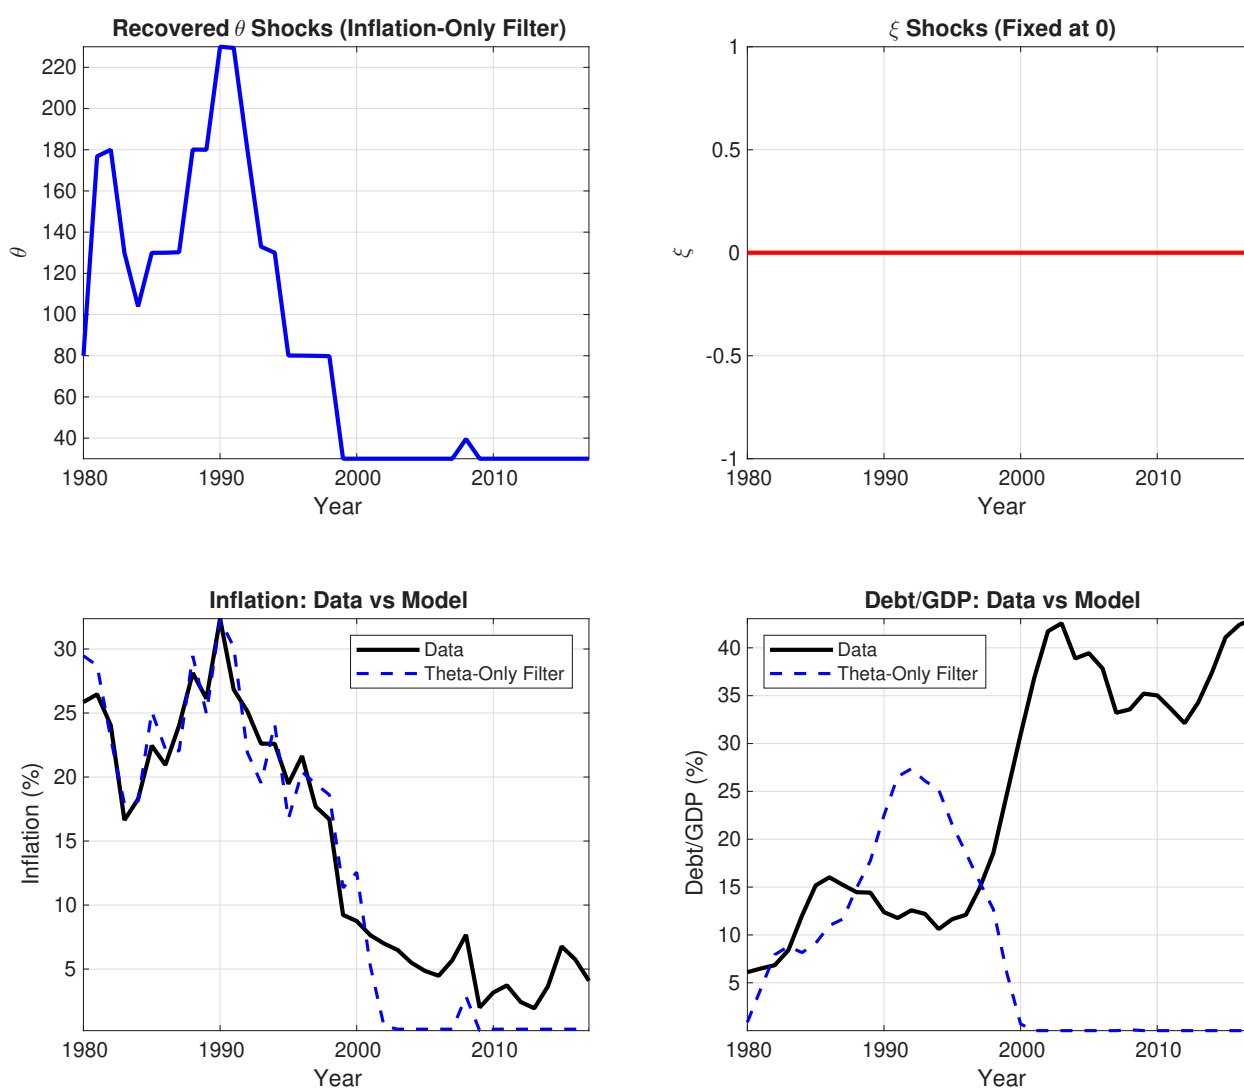 Recovered θ Shocks (Inflation-Only Filter)
220
200
180
160
140
120
100
80
60
40
θ
1980
1990
2000
2010
Year
ξ Shocks (Fixed at 0)
1
0.5
0
-0.5
-1
ξ
1980
1990
2000
2010
Year
Inflation: Data vs Model
Data
Theta-Only Filter
30
25
20
15
10
5
Inflation (%)
1980
1990
2000
2010
Year
Debt/GDP: Data vs Model
Data
Theta-Only Filter
40
35
30
25
20
15
10
5
Debt/GDP (%)
1980
1990
2000
2010
Year